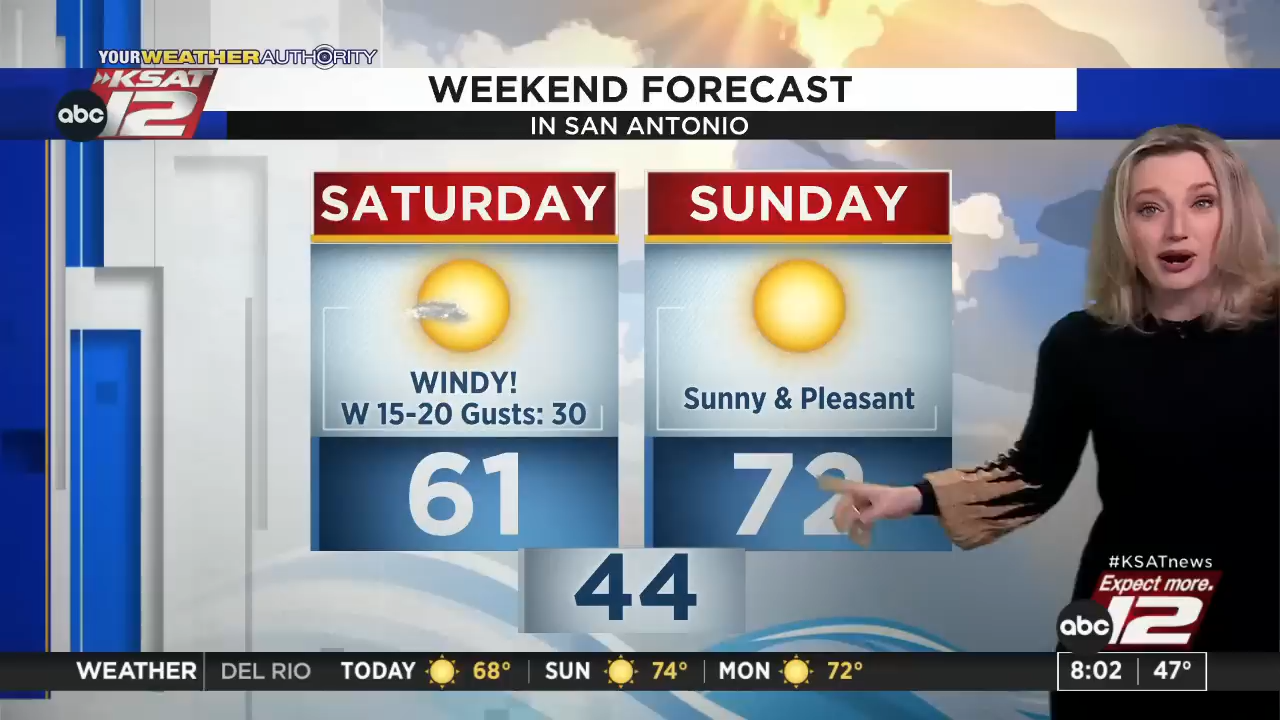 YOUR WEATHER AUTHORITY
KSAT
abc 12
WEEKEND FORECAST
IN SAN ANTONIO
SATURDAY
WINDY!
W 15-20 Gusts: 30
61
SUNDAY
Sunny & Pleasant
72
44
#KSATnews
Expect more.
abc 12
WEATHER DEL RIO TODAY 68° SUN 74° MON 72° 8:02 47°